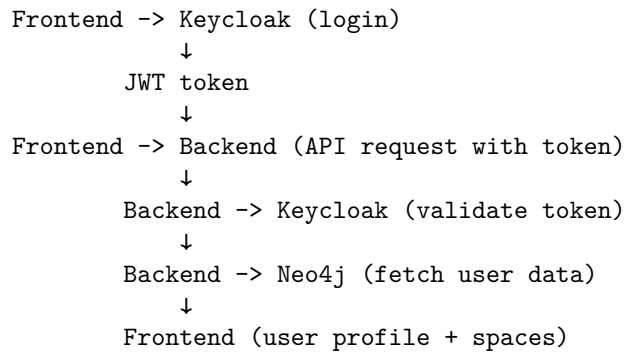 Frontend -> Keycloak (login)
↓
JWT token
↓
Frontend -> Backend (API request with token)
↓
Backend -> Keycloak (validate token)
↓
Backend -> Neo4j (fetch user data)
↓
Frontend (user profile + spaces)